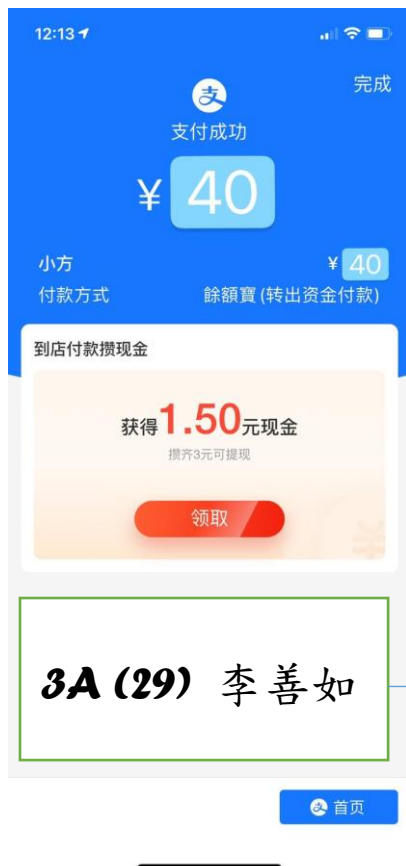 12:13
完成
支
支付成功
¥ 40
小方 ¥ 40
付款方式 餘額寶 (转出资金付款)
到店付款攒现金
获得1.50元现金
攒齐3元可提现
领取
3A (29) 李善如
支 首页